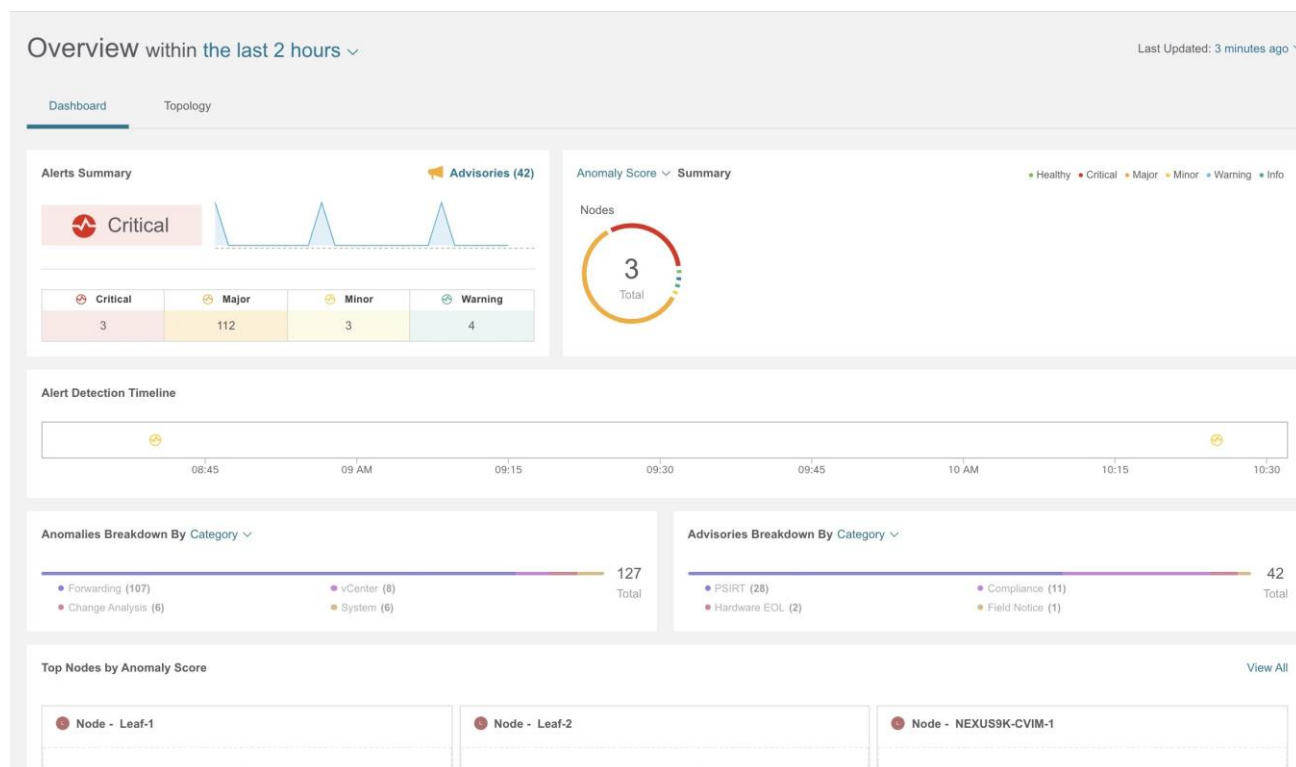 Overview within the last 2 hours
Last Updated: 3 minutes ago
Dashboard Topology
Alerts Summary
Advisories (42)
Critical
Critical Major Minor Warning
3 112 3 4
Anomaly Score Summary
Healthy Critical Major Minor Warning Info
Nodes
3
Total
Alert Detection Timeline
08:45 09 AM 09:15 09:30 09:45 10 AM 10:15 10:30
Anomalies Breakdown By Category
127
Total
Forwarding (107) vCenter (8)
Change Analysis (6) System (6)
Advisories Breakdown By Category
42
Total
PSIRT (28) Compliance (11)
Hardware EOL (2) Field Notice (1)
Top Nodes by Anomaly Score
View All
Node - Leaf-1
Node - Leaf-2
Node - NEXUS9K-CVIM-1